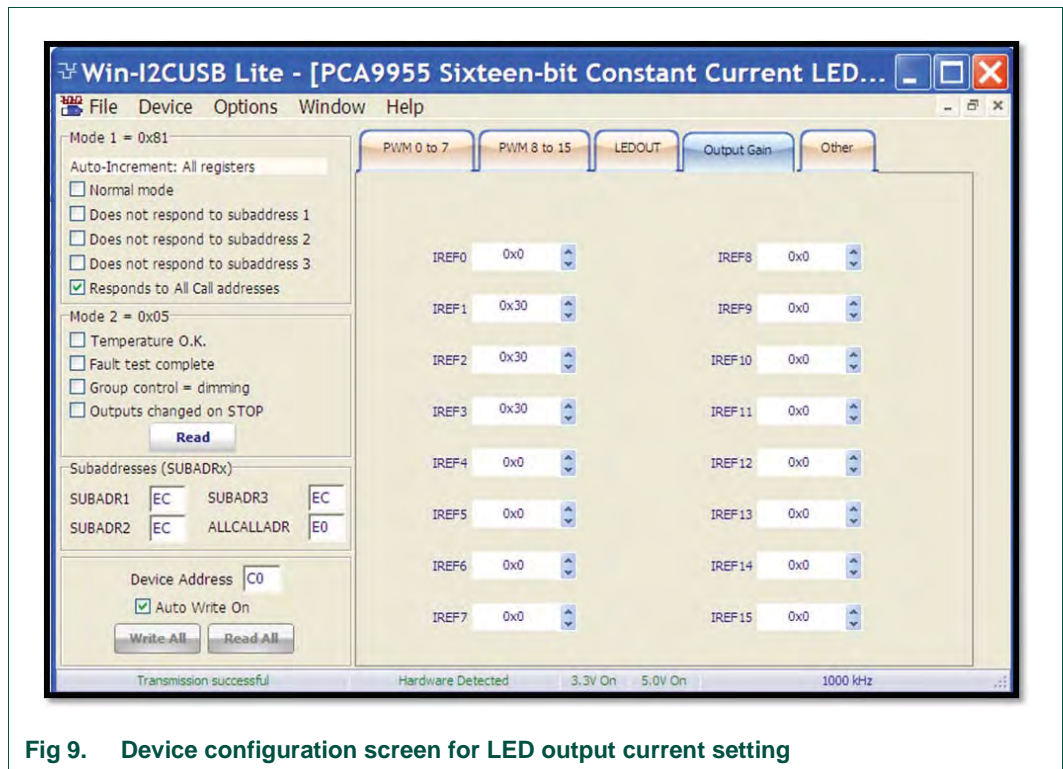 Win-I2CUSB Lite - [PCA9955 Sixteen-bit Constant Current LED...
File Device Options Window Help
Mode 1 = 0x81
Auto-Increment: All registers
Normal mode
Does not respond to subaddress 1
Does not respond to subaddress 2
Does not respond to subaddress 3
Responds to All Call addresses
Mode 2 = 0x05
Temperature O.K.
Fault test complete
Group control = dimming
Outputs changed on STOP
Read
Subaddresses (SUBADRx)
SUBADR1 EC SUBADR3 EC
SUBADR2 EC ALLCALLADR E0
Device Address C0
Auto Write On
Write All Read All
PWM 0 to 7 PWM 8 to 15 LEDOUT Output Gain Other
IREF0 0x0 IREF8 0x0
IREF1 0x30 IREF9 0x0
IREF2 0x30 IREF10 0x0
IREF3 0x30 IREF11 0x0
IREF4 0x0 IREF12 0x0
IREF5 0x0 IREF13 0x0
IREF6 0x0 IREF14 0x0
IREF7 0x0 IREF15 0x0
Transmission successful Hardware Detected 3.3V On 5.0V On 1000 kHz
Fig 9. Device configuration screen for LED output current setting